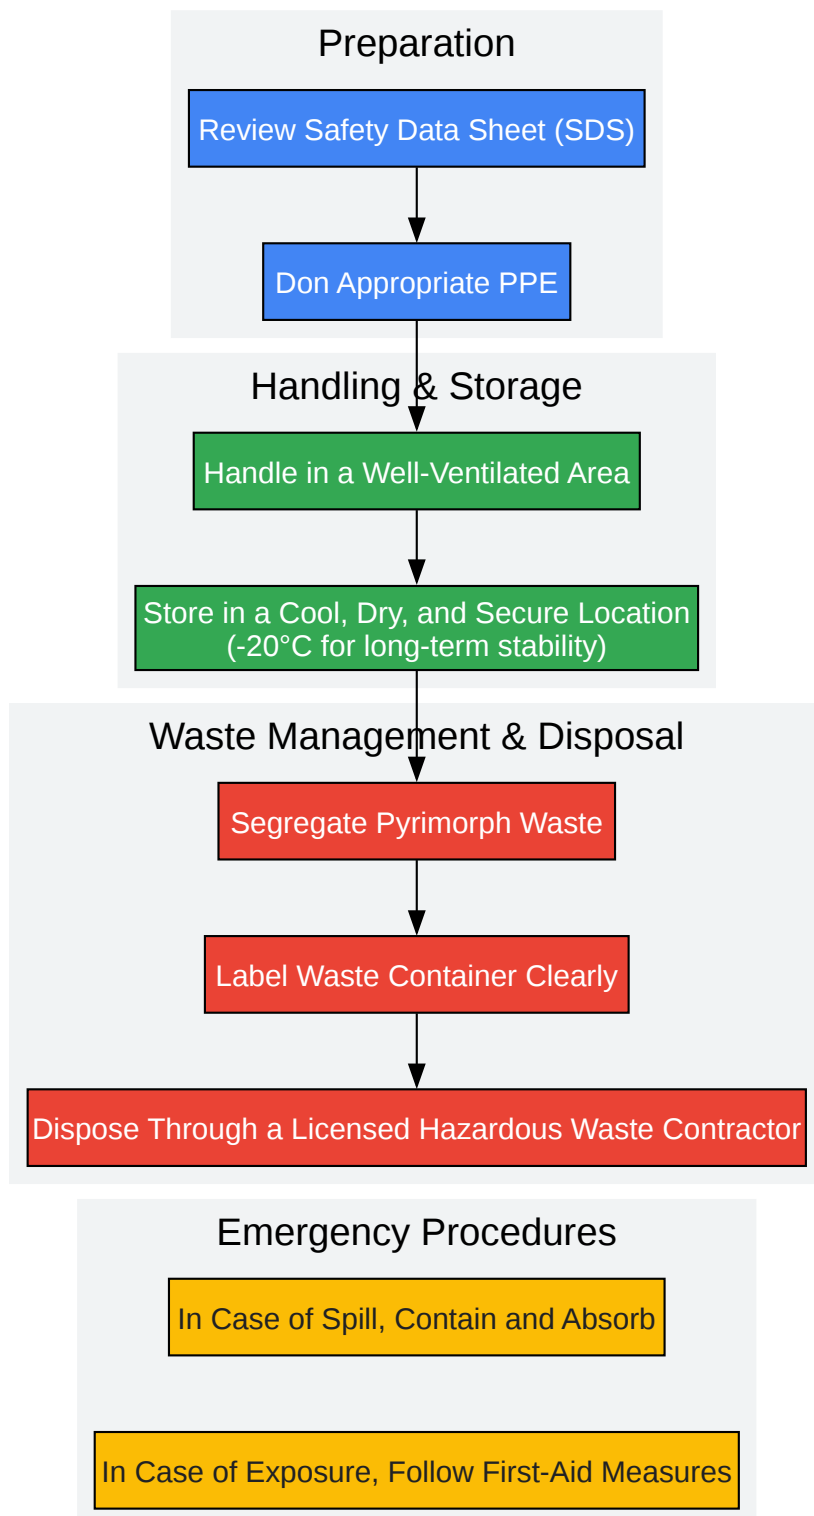 Preparation
Review Safety Data Sheet (SDS)
Don Appropriate PPE
Handling & Storage
Handle in a Well-Ventilated Area
Store in a Cool, Dry, and Secure Location
(-20°C for long-term stability)
Waste Management & Disposal
Segregate Pyrimorph Waste
Label Waste Container Clearly
Dispose Through a Licensed Hazardous Waste Contractor
Emergency Procedures
In Case of Spill, Contain and Absorb
In Case of Exposure, Follow First-Aid Measures